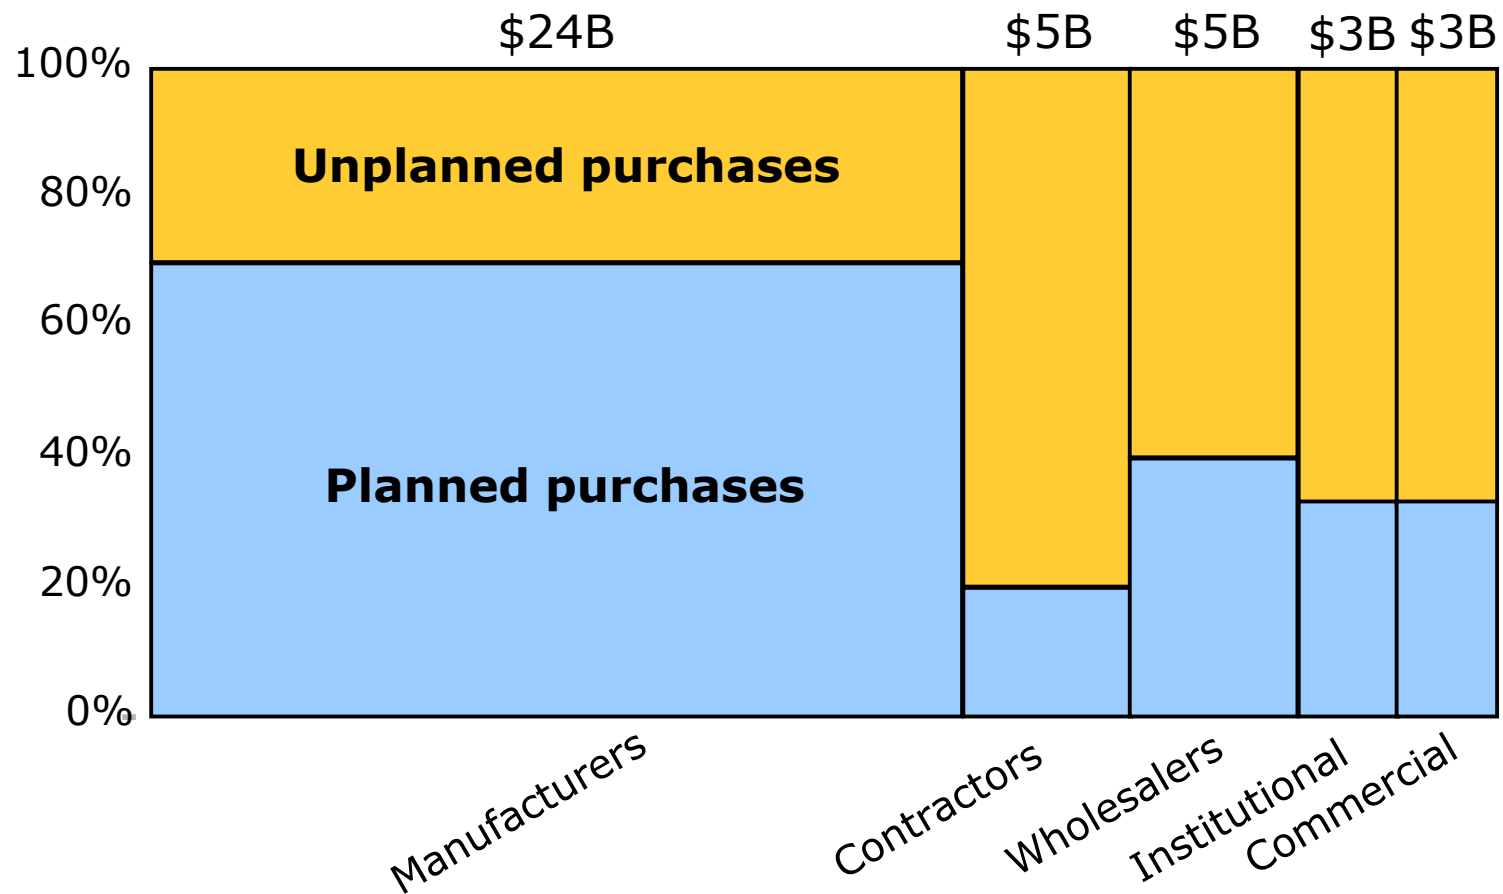 $24B $5B $5B $3B $3B
100%
Unplanned purchases
80%
60%
40%
Planned purchases
20%
0%
Manufacturers
Contractors
Wholesalers
Institutional
Commercial